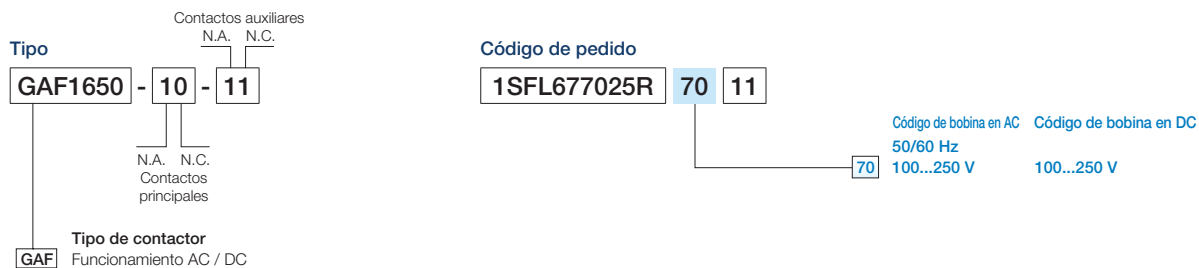 Contactos auxiliares
N.A. N.C.
Tipo
GAF1650 - 10 - 11
N.A. N.C.
Contactos
principales
Tipo de contactor
GAF Funcionamiento AC / DC
Código de pedido
1SFL677025R 70 11
Código de bobina en AC Código de bobina en DC
50/60 Hz
70 100...250 V 100...250 V